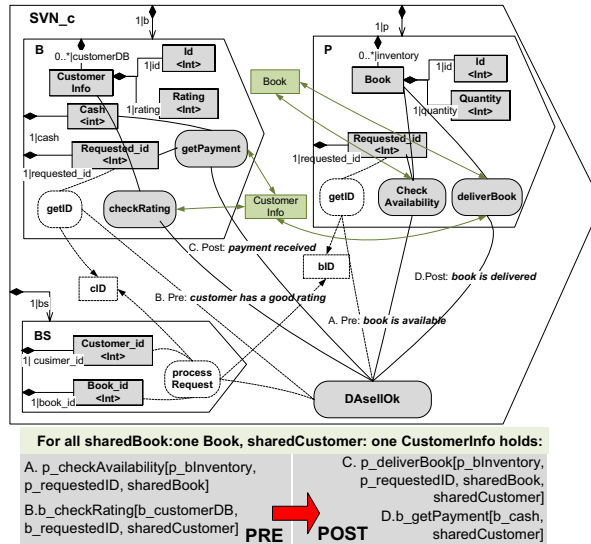 SVN_c
1|b
1|p
B
0..*|customerDB
Id
<Int>
1|id
Customer
Info
Rating
<Int>
1|rating
Cash
<Int>
1|cash
Requested_id
<Int>
1|requested_id
getPayment
getID
checkRating
P
0..*|inventory
Id
<Int>
1|id
Book
Quantity
<Int>
1|quantity
Requested_id
<Int>
1|requested_id
getID
Check
Availability
deliverBook
Book
Customer
Info
C. Post: payment received
bID
D.Post: book is delivered
cID
B. Pre: customer has a good rating
A. Pre: book is available
1|bs
BS
Customer_id
<Int>
1| cusimer_id
process
Request
Book_id
<Int>
1|book_id
DAsellOk
For all sharedBook:one Book, sharedCustomer: one CustomerInfo holds:
A. p_checkAvailability[p_bInventory,
p_requestedID, sharedBook]
B.b_checkRating[b_customerDB,
b_requestedID, sharedCustomer]
PRE
POST
C. p_deliverBook[p_bInventory,
p_requestedID, sharedBook,
sharedCustomer]
D.b_getPayment[b_cash,
sharedCustomer]